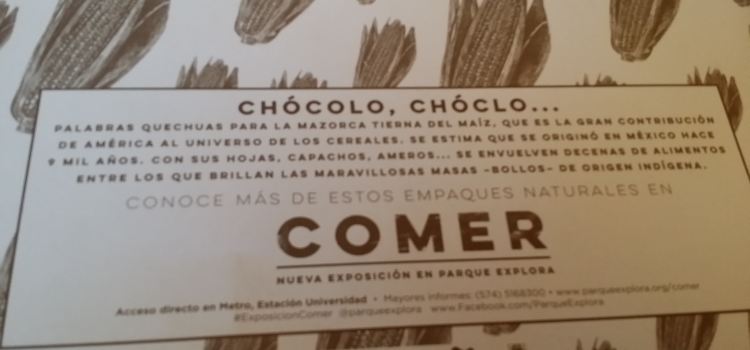 CHÓCOLO, CHÓCLO...
PALABRAS QUECHUAS PARA LA MAZORCA TIERNA DEL MAÍZ, QUE ES LA GRAN CONTRIBUCIÓN
DE AMÉRICA AL UNIVERSO DE LOS CEREALES. SE ESTIMA QUE SE ORIGINÓ EN MÉXICO HACE
9 MIL AÑOS. CON SUS HOJAS, CAPACHOS, AMEROS... SE ENVUELVEN DECENAS DE ALIMENTOS
ENTRE LOS QUE BRILLAN LAS MARAVILLOSAS MASAS -BOLLOS- DE ORIGEN INDÍGENA.
CONOCE MÁS DE ESTOS EMPAQUES NATURALES EN
COMER
NUEVA EXPOSICIÓN EN PARQUE EXPLORA
Acceso directo en Metro, Estación Universidad • Mayores informes: (574) 5168300 • www.parqueexplora.org/comer
#ExposicionComer @parqueexplora www.Facebook.com/ParqueExplora